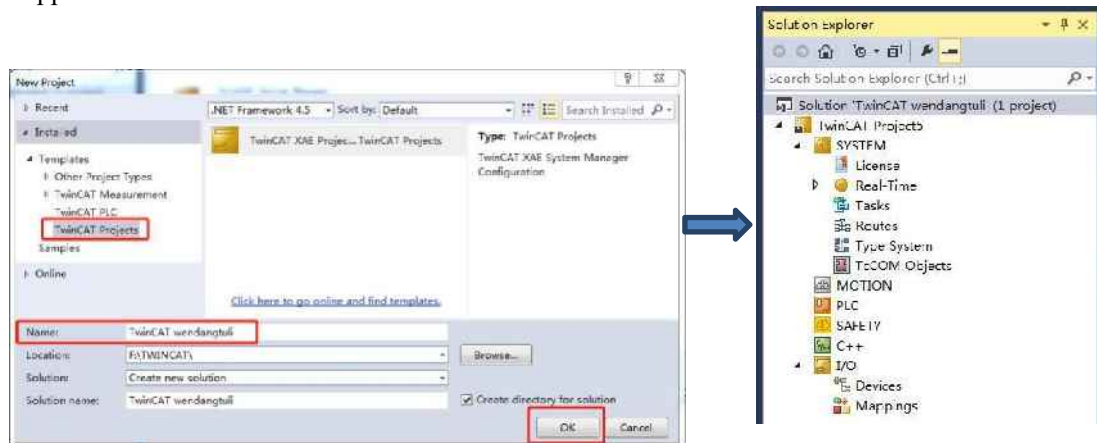 New Project
Recent
Installed
Templates
Other Project Types
TwinCAT Measurement
TwinCAT PLC
TwinCAT Projects
Samples
Online
.NET Framework 4.5 Sort by: Default
Search Installed
TwinCAT XAE Projec... TwinCAT Projects
Type: TwinCAT Projects
TwinCAT XAE System Manager
Configuration
Click here to go online and find templates.
Name: TwinCAT wendangtuli
Location: F:\TWINCAT\
Browse...
Solution: Create new solution
Solution name: TwinCAT wendangtuli
Create directory for solution
OK Cancel
Solution Explorer
Search Solution Explorer (Ctrl+;)
Solution 'TwinCAT wendangtuli' (1 project)
TwinCAT Project5
SYSTEM
License
Real-Time
Tasks
Routes
Type System
TcCOM Objects
MOTION
PLC
SAFETY
C++
I/O
Devices
Mappings